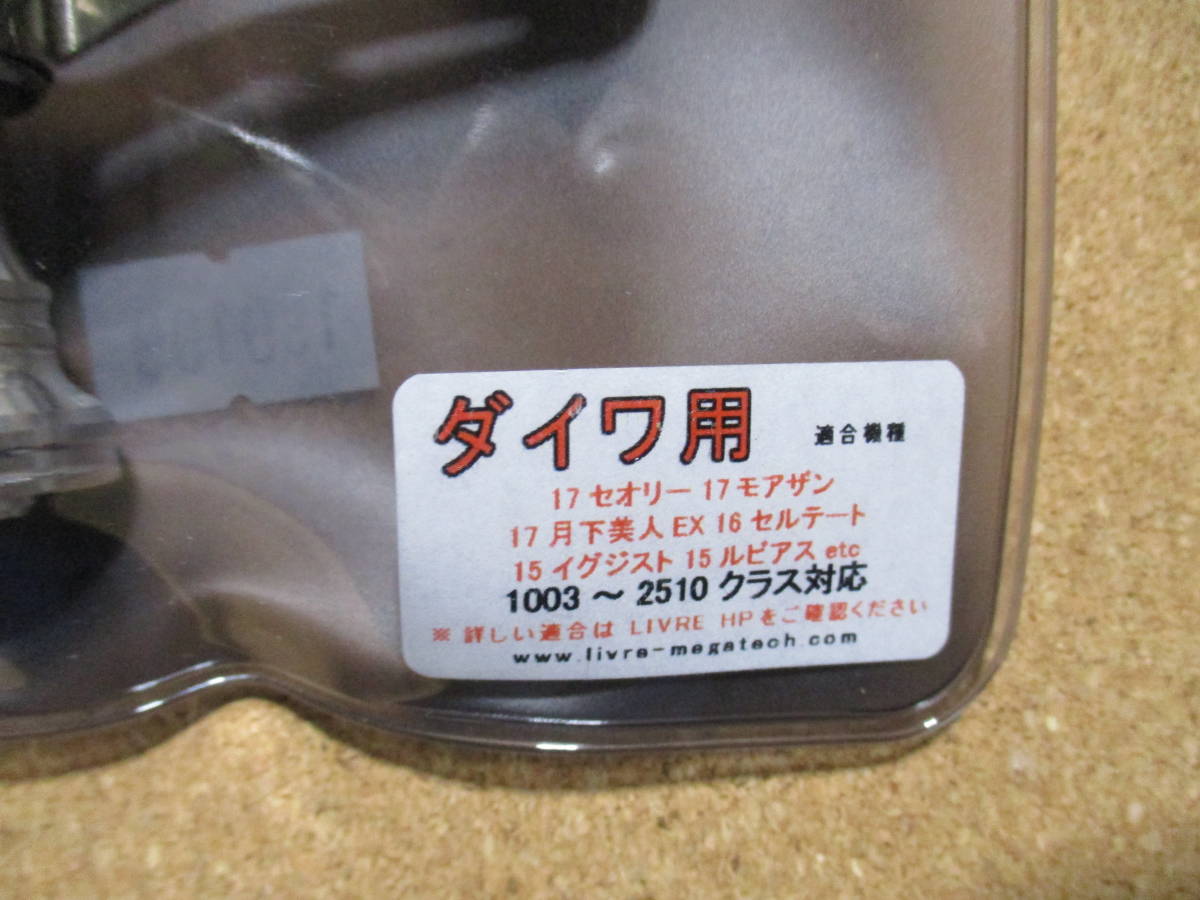 ダイワ用 適合機種
17 セオリー 17 モアザン
17 月下美人 EX 16 セルテート
15 イグジスト 15 ルビアス etc
1003 ～ 2510 クラス対応
※ 詳しい適合は LIVRE HPをご確認ください
www.livre-megatech.com